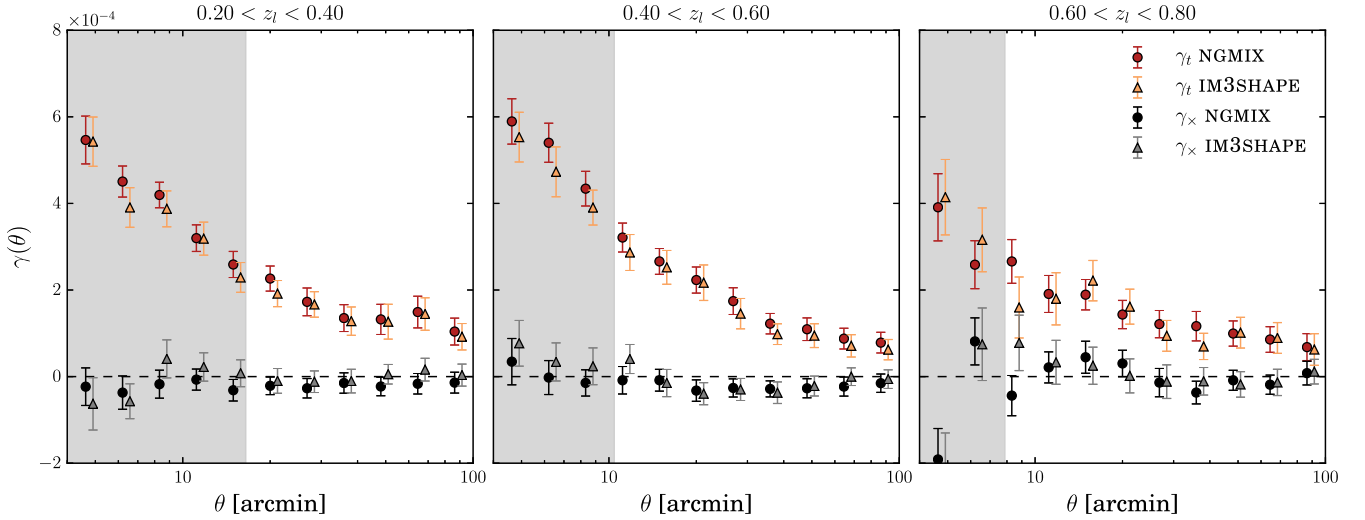 ×10⁻⁴
0.20 < z_l < 0.40
0.40 < z_l < 0.60
0.60 < z_l < 0.80
8
6
4
2
0
−2
γ(θ)
γ_t NGMIX
γ_t IM3SHAPE
γ_× NGMIX
γ_× IM3SHAPE
10
100
10
100
10
100
θ [arcmin]
θ [arcmin]
θ [arcmin]